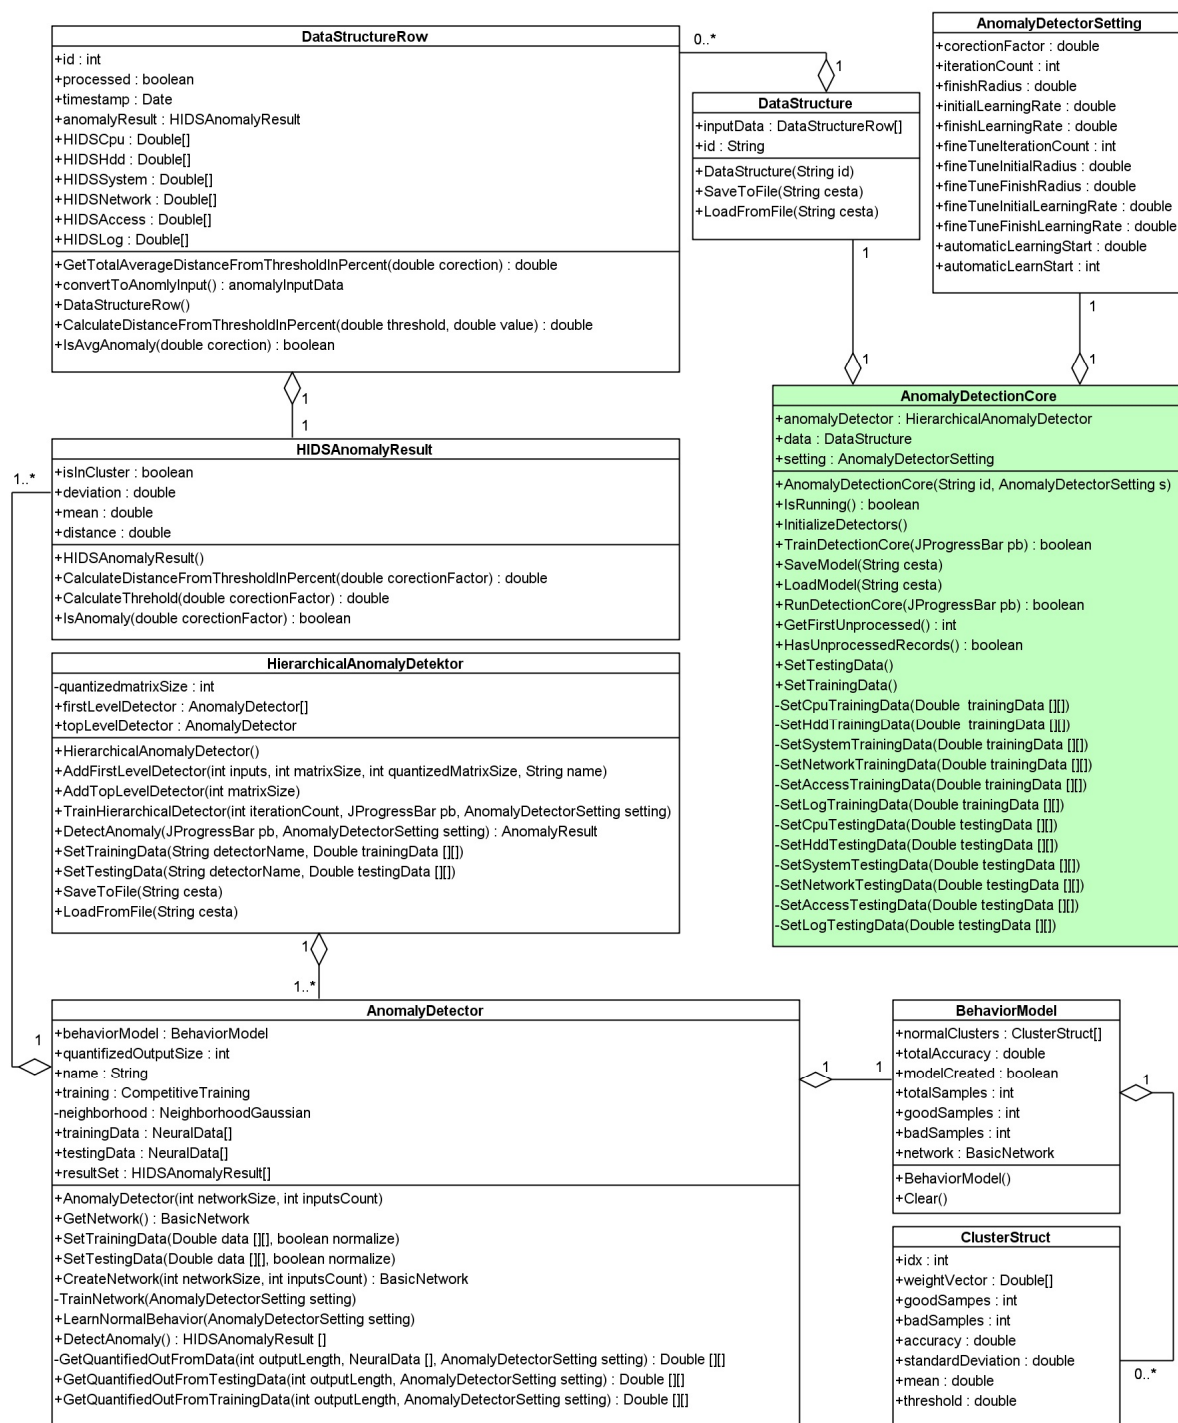 DataStructureRow
+id : int
+processed : boolean
+timestamp : Date
+anomalyResult : HIDSAnomalyResult
+HIDSCpu : Double[]
+HIDSHdd : Double[]
+HIDSSystem : Double[]
+HIDSNetwork : Double[]
+HIDSAccess : Double[]
+HIDSLog : Double[]
+GetTotalAverageDistanceFromThresholdInPercent(double corection) : double
+convertToAnomlyInput() : anomalyInputData
+DataStructureRow()
+CalculateDistanceFromThresholdInPercent(double threshold, double value) : double
+IsAvgAnomaly(double corection) : boolean
0..*
1
DataStructure
+inputData : DataStructureRow[]
+id : String
+DataStructure(String id)
+SaveToFile(String cesta)
+LoadFromFile(String cesta)
1
1
AnomalyDetectorSetting
+corectionFactor : double
+iterationCount : int
+finishRadius : double
+initialLearningRate : double
+finishLearningRate : double
+fineTuneIterationCount : int
+fineTuneInitialRadius : double
+fineTuneFinishRadius : double
+fineTuneInitialLearningRate : double
+fineTuneFinishLearningRate : double
+automaticLearningStart : double
+automaticLearnStart : int
1
1
1
1
HIDSAnomalyResult
+isInCluster : boolean
+deviation : double
+mean : double
+distance : double
+HIDSAnomalyResult()
+CalculateDistanceFromThresholdInPercent(double corectionFactor) : double
+CalculateThrehold(double corectionFactor) : double
+IsAnomaly(double corectionFactor) : boolean
1..*
AnomalyDetectionCore
+anomalyDetector : HierarchicalAnomalyDetector
+data : DataStructure
+setting : AnomalyDetectorSetting
+AnomalyDetectionCore(String id, AnomalyDetectorSetting s)
+IsRunning() : boolean
+InitializeDetectors()
+TrainDetectionCore(JProgressBar pb) : boolean
+SaveModel(String cesta)
+LoadModel(String cesta)
+RunDetectionCore(JProgressBar pb) : boolean
+GetFirstUnprocessed() : int
+HasUnprocessedRecords() : boolean
+SetTestingData()
+SetTrainingData()
-SetCpuTrainingData(Double trainingData [][])
-SetHddTrainingData(Double trainingData [][])
-SetSystemTrainingData(Double trainingData [][])
-SetNetworkTrainingData(Double trainingData [][])
-SetAccessTrainingData(Double trainingData [][])
-SetLogTrainingData(Double trainingData [][])
-SetCpuTestingData(Double testingData [][])
-SetHddTestingData(Double testingData [][])
-SetSystemTestingData(Double testingData [][])
-SetNetworkTestingData(Double testingData [][])
-SetAccessTestingData(Double testingData [][])
-SetLogTestingData(Double testingData [][])
HierarchicalAnomalyDetektor
-quantizedmatrixSize : int
+firstLevelDetector : AnomalyDetector[]
+topLevelDetector : AnomalyDetector
+HierarchicalAnomalyDetector()
+AddFirstLevelDetector(int inputs, int matrixSize, int quantizedMatrixSize, String name)
+AddTopLevelDetector(int matrixSize)
+TrainHierarchicalDetector(int iterationCount, JProgressBar pb, AnomalyDetectorSetting setting)
+DetectAnomaly(JProgressBar pb, AnomalyDetectorSetting setting) : AnomalyResult
+SetTrainingData(String detectorName, Double trainingData [][])
+SetTestingData(String detectorName, Double testingData [][])
+SaveToFile(String cesta)
+LoadFromFile(String cesta)
1
1..*
1
AnomalyDetector
+behaviorModel : BehaviorModel
+quantifizedOutputSize : int
+name : String
+training : CompetitiveTraining
-neighborhood : NeighborhoodGaussian
+trainingData : NeuralData[]
+testingData : NeuralData[]
+resultSet : HIDSAnomalyResult[]
+AnomalyDetector(int networkSize, int inputsCount)
+GetNetwork() : BasicNetwork
+SetTrainingData(Double data [][], boolean normalize)
+SetTestingData(Double data [][], boolean normalize)
+CreateNetwork(int networkSize, int inputsCount) : BasicNetwork
-TrainNetwork(AnomalyDetectorSetting setting)
+LearnNormalBehavior(AnomalyDetectorSetting setting)
+DetectAnomaly() : HIDSAnomalyResult []
-GetQuantifiedOutFromData(int outputLength, NeuralData [], AnomalyDetectorSetting setting) : Double [][]
+GetQuantifiedOutFromTestingData(int outputLength, AnomalyDetectorSetting setting) : Double [][]
+GetQuantifiedOutFromTrainingData(int outputLength, AnomalyDetectorSetting setting) : Double [][]
1
1
BehaviorModel
+normalClusters : ClusterStruct[]
+totalAccuracy : double
+modelCreated : boolean
+totalSamples : int
+goodSamples : int
+badSamples : int
+network : BasicNetwork
+BehaviorModel()
+Clear()
1
ClusterStruct
+idx : int
+weightVector : Double[]
+goodSampes : int
+badSamples : int
+accuracy : double
+standardDeviation : double
+mean : double
+threshold : double
0..*